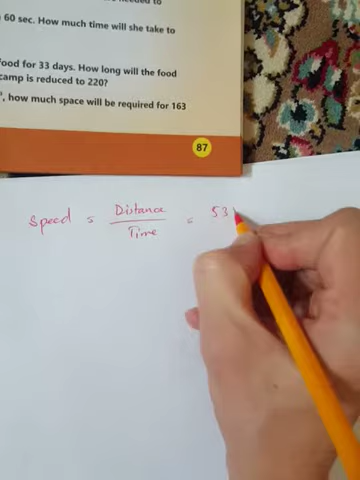 60 sec. How much time will she take to
food for 33 days. How long will the food
camp is reduced to 220?
, how much space will be required for 163
87
Speed = Distance / Time = 53